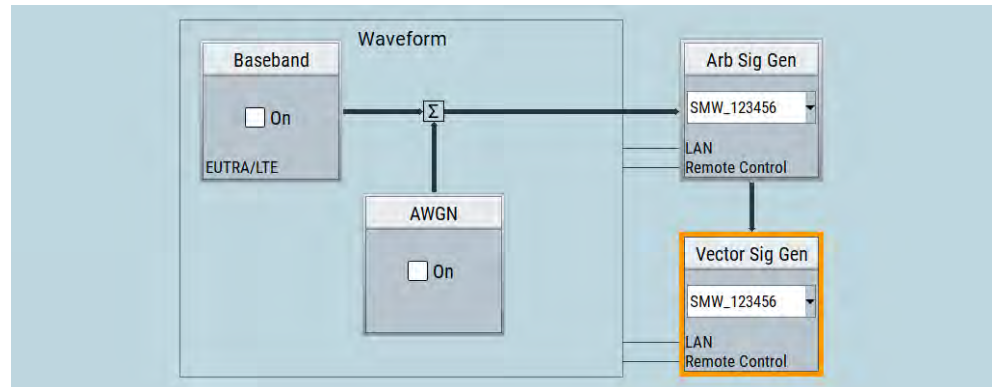 Waveform
Baseband
On
EUTRA/LTE
Σ
AWGN
On
Arb Sig Gen
SMW_123456
LAN
Remote Control
Vector Sig Gen
SMW_123456
LAN
Remote Control